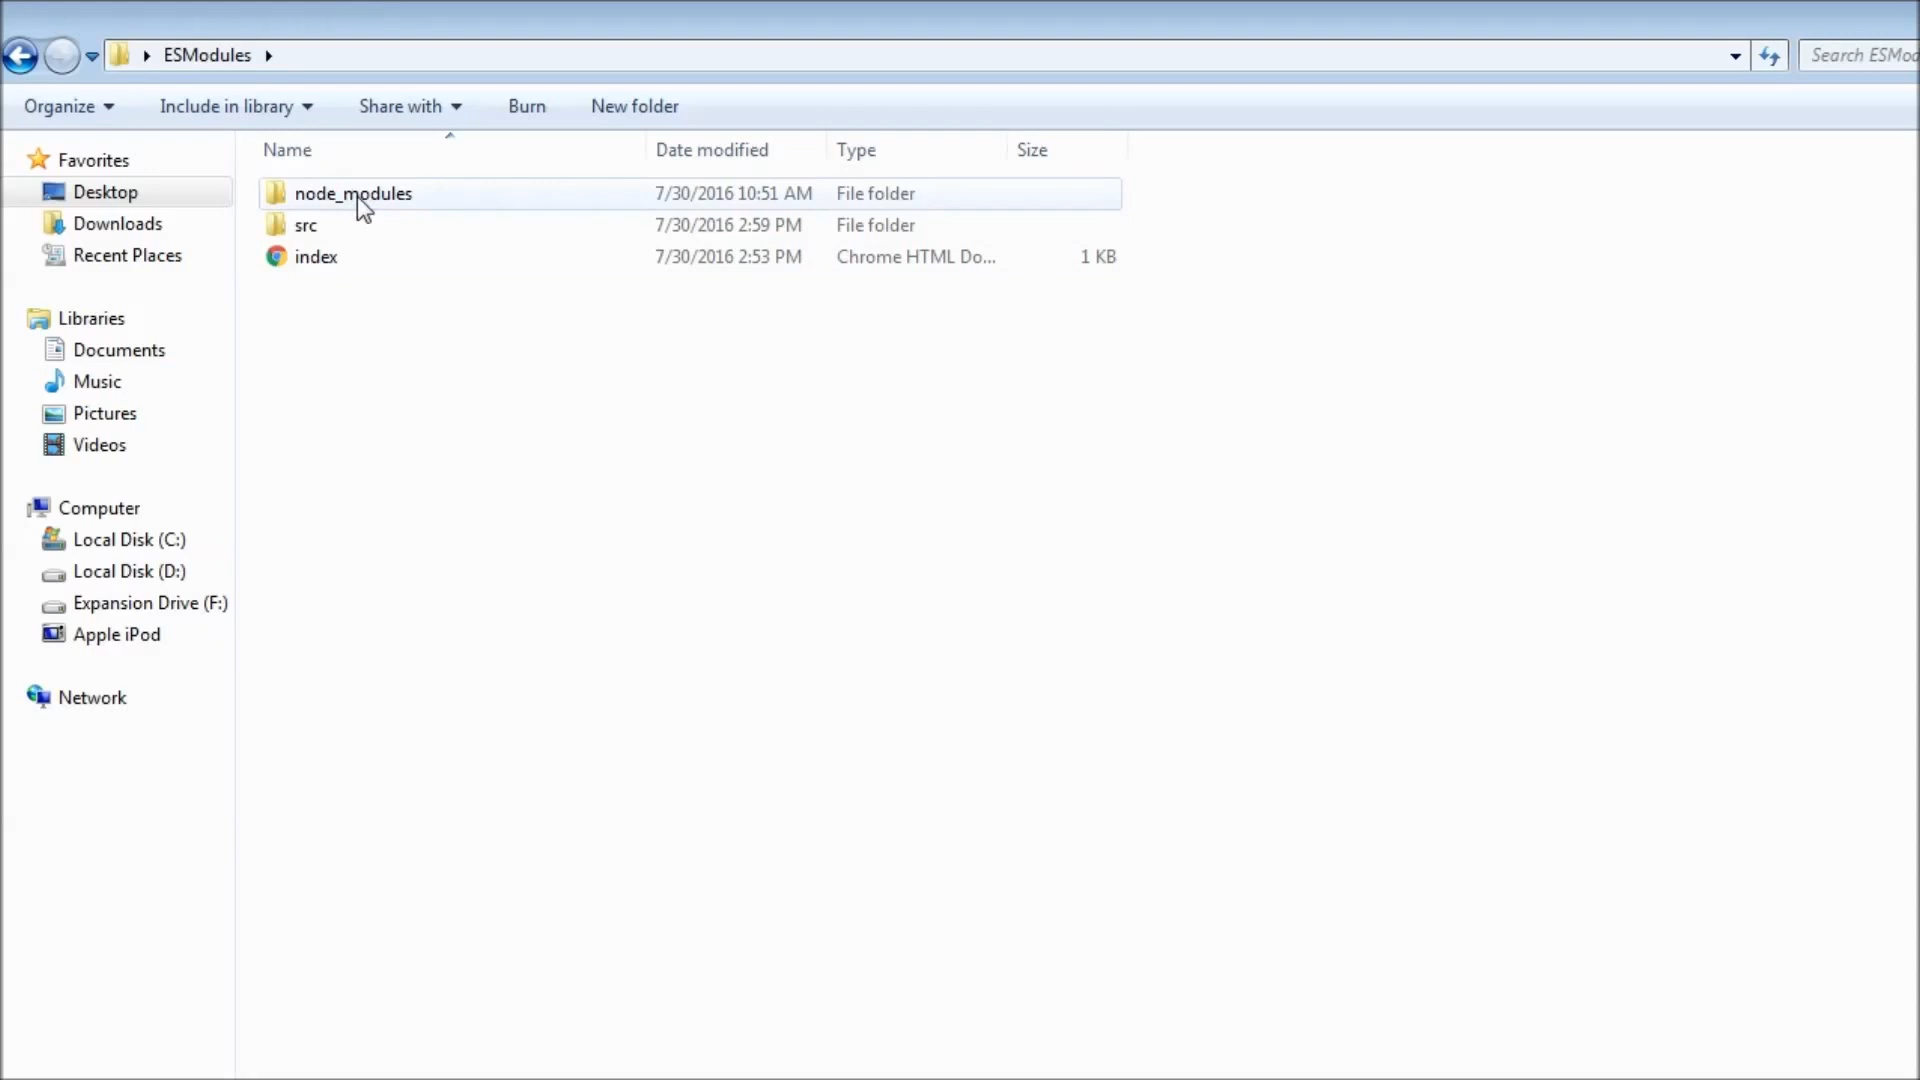 ESModules
Search ESMod
Organize Include in library Share with Burn New folder
Name Date modified Type Size
node_modules 7/30/2016 10:51 AM File folder
src 7/30/2016 2:59 PM File folder
index 7/30/2016 2:53 PM Chrome HTML Do... 1 KB
Favorites
Desktop
Downloads
Recent Places
Libraries
Documents
Music
Pictures
Videos
Computer
Local Disk (C:)
Local Disk (D:)
Expansion Drive (F:)
Apple iPod
Network